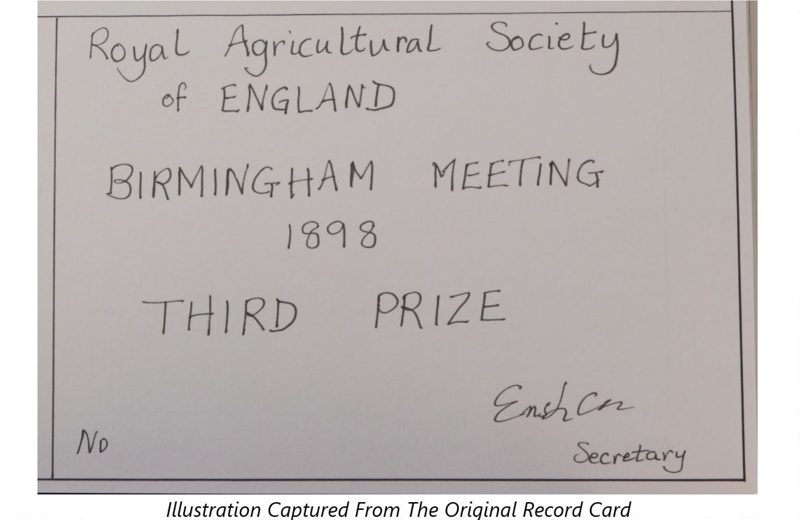 Royal Agricultural Society
of ENGLAND
BIRMINGHAM MEETING
1898
THIRD PRIZE
No
Secretary
Illustration Captured From The Original Record Card